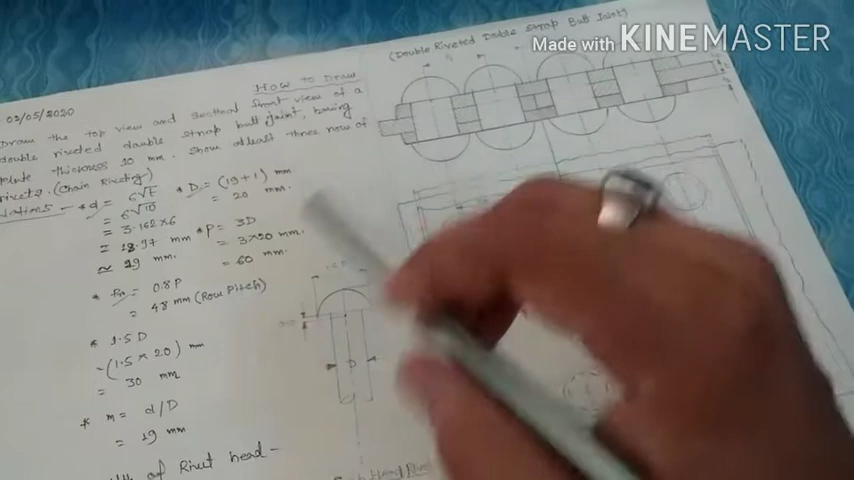 (Double Riveted Double Strap Butt Joint)
Made with KINEMASTER
How to Draw
02/05/2020
Draw the top view and sectional front view of a
double riveted double strap butt joint, having
plate thickness 10 mm. Show atleast three rows of
rivets. (Chain Riveting)
* d = 6√t
= 6√10
= 3.162×6
= 18.97 mm
≈ 19 mm.
* D = (19+1) mm
= 20 mm.
* P = 3D
= 3×20 mm.
= 60 mm.
* = 0.8P
= 48 mm (Row Pitch)
* 1.5 D
= (1.5 × 20) mm
= 30 mm
* m = d/D
= 19 mm
of Rivet head-
D